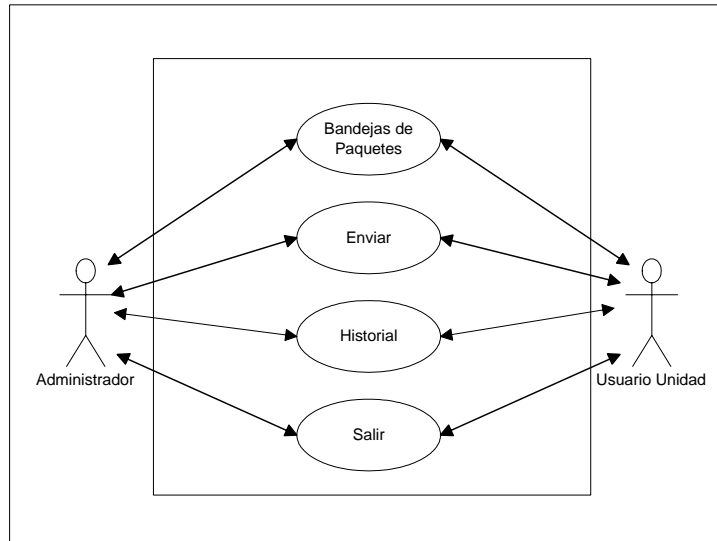 Bandejas de
Paquetes
Enviar
Historial
Administrador
Usuario Unidad
Salir